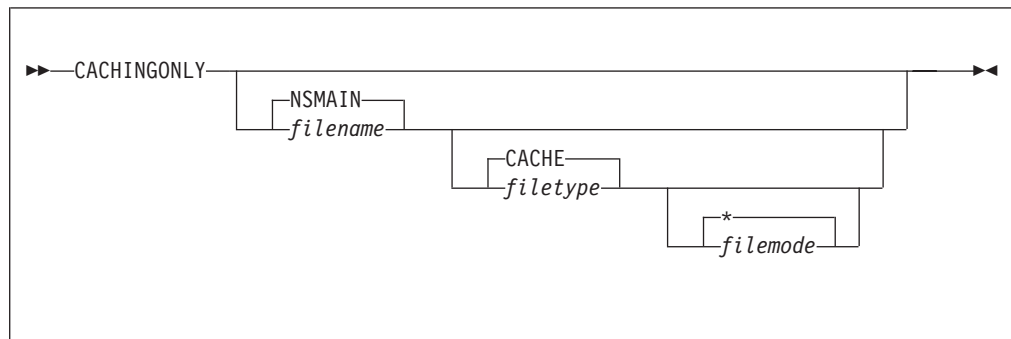 CACHINGONLY
NSMAIN
filename
CACHE
filetype
*
filemode